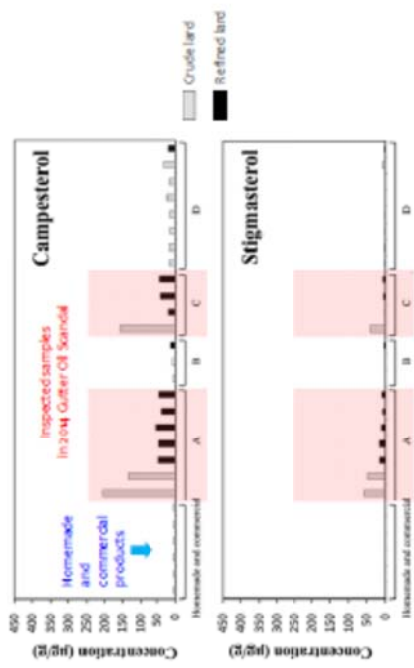 Campesterol
Inspected samples
In 2014 Gutter Oil Scandal
Homemade
and
commercial
products
Concentration (µg/g)
450
400
350
300
250
200
150
100
50
0
Homemade and commercial
A
B
C
D
Crude lard
Refined lard
Stigmasterol
Concentration (µg/g)
450
400
350
300
250
200
150
100
50
0
Homemade and commercial
A
B
C
D